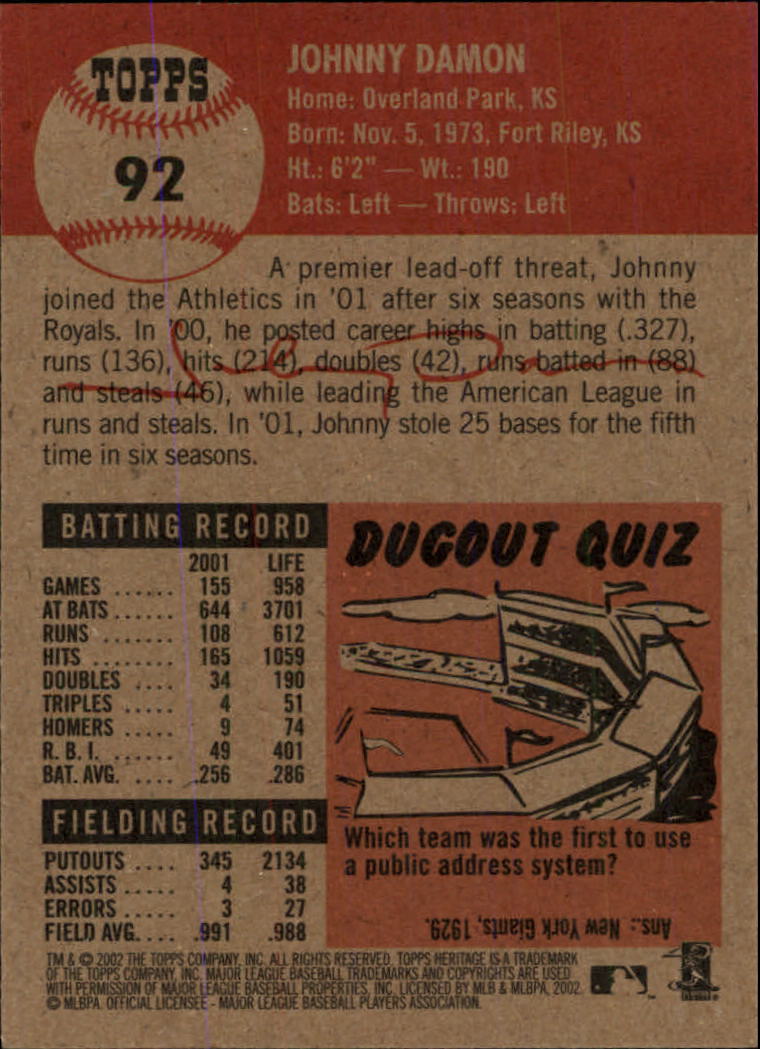 TOPPS
92
JOHNNY DAMON
Home: Overland Park, KS
Born: Nov. 5, 1973, Fort Riley, KS
Ht.: 6'2" — Wt.: 190
Bats: Left — Throws: Left
A premier lead-off threat, Johnny
joined the Athletics in '01 after six seasons with the
Royals. In '00, he posted career highs in batting (.327),
runs (136), hits (214), doubles (42), runs batted in (88)
and steals (46), while leading the American League in
runs and steals. In '01, Johnny stole 25 bases for the fifth
time in six seasons.
BATTING RECORD
2001 LIFE
GAMES ...... 155 958
AT BATS ...... 644 3701
RUNS ....... 108 612
HITS ........ 165 1059
DOUBLES .... 34 190
TRIPLES ..... 4 51
HOMERS ..... 9 74
R. B. I. ...... 49 401
BAT. AVG. .... .256 .286
FIELDING RECORD
PUTOUTS .... 345 2134
ASSISTS ..... 4 38
ERRORS ..... 3 27
FIELD AVG. ... .991 .988
DUGOUT QUIZ
Which team was the first to use
a public address system?
Ans.: New York Giants, 1929.
TM & © 2002 THE TOPPS COMPANY, INC. ALL RIGHTS RESERVED. TOPPS HERITAGE IS A TRADEMARK
OF THE TOPPS COMPANY, INC. MAJOR LEAGUE BASEBALL TRADEMARKS AND COPYRIGHTS ARE USED
WITH PERMISSION OF MAJOR LEAGUE BASEBALL PROPERTIES, INC. LICENSED BY MLB & MLBPA, 2002.
© MLBPA. OFFICIAL LICENSEE - MAJOR LEAGUE BASEBALL PLAYERS ASSOCIATION.